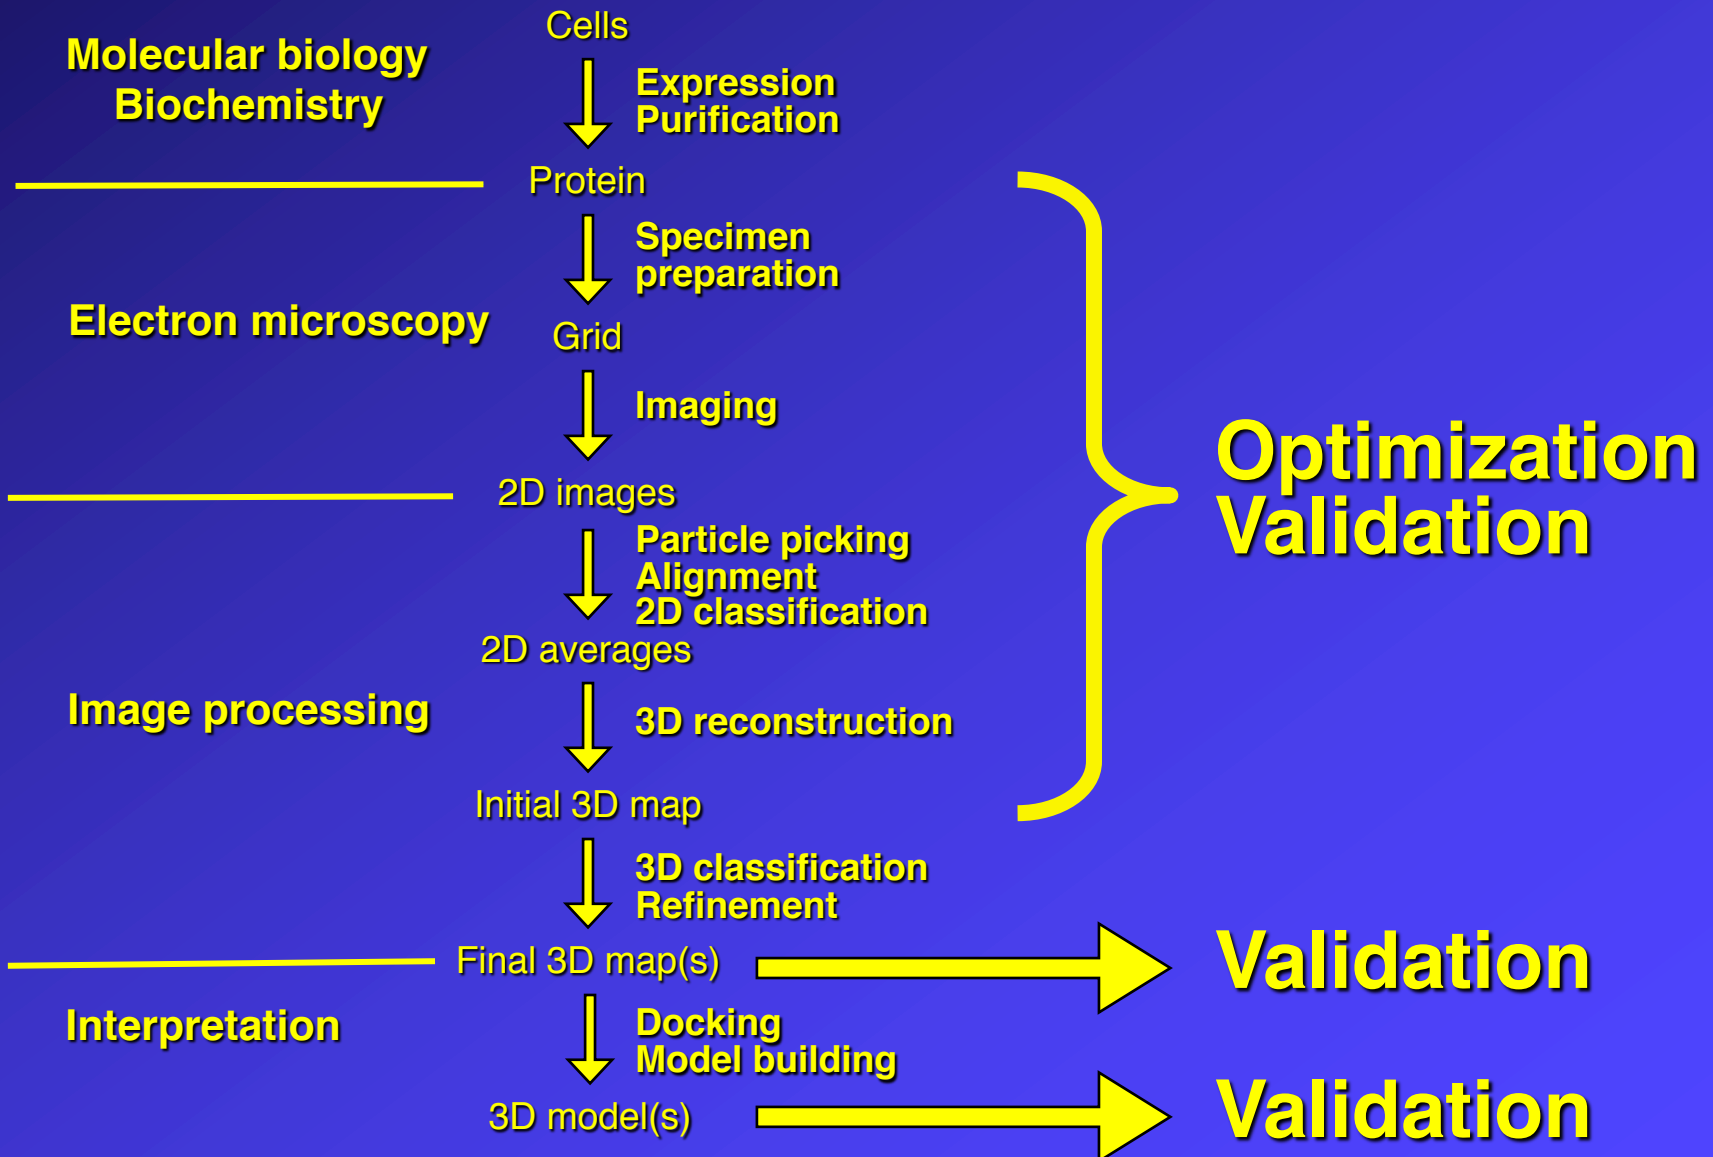 Cells
Molecular biology
Biochemistry
Expression
Purification
Protein
Specimen
preparation
Electron microscopy
Grid
Imaging
Optimization
Validation
2D images
Particle picking
Alignment
2D classification
2D averages
Image processing
3D reconstruction
Initial 3D map
3D classification
Refinement
Final 3D map(s)
Validation
Interpretation
Docking
Model building
3D model(s)
Validation